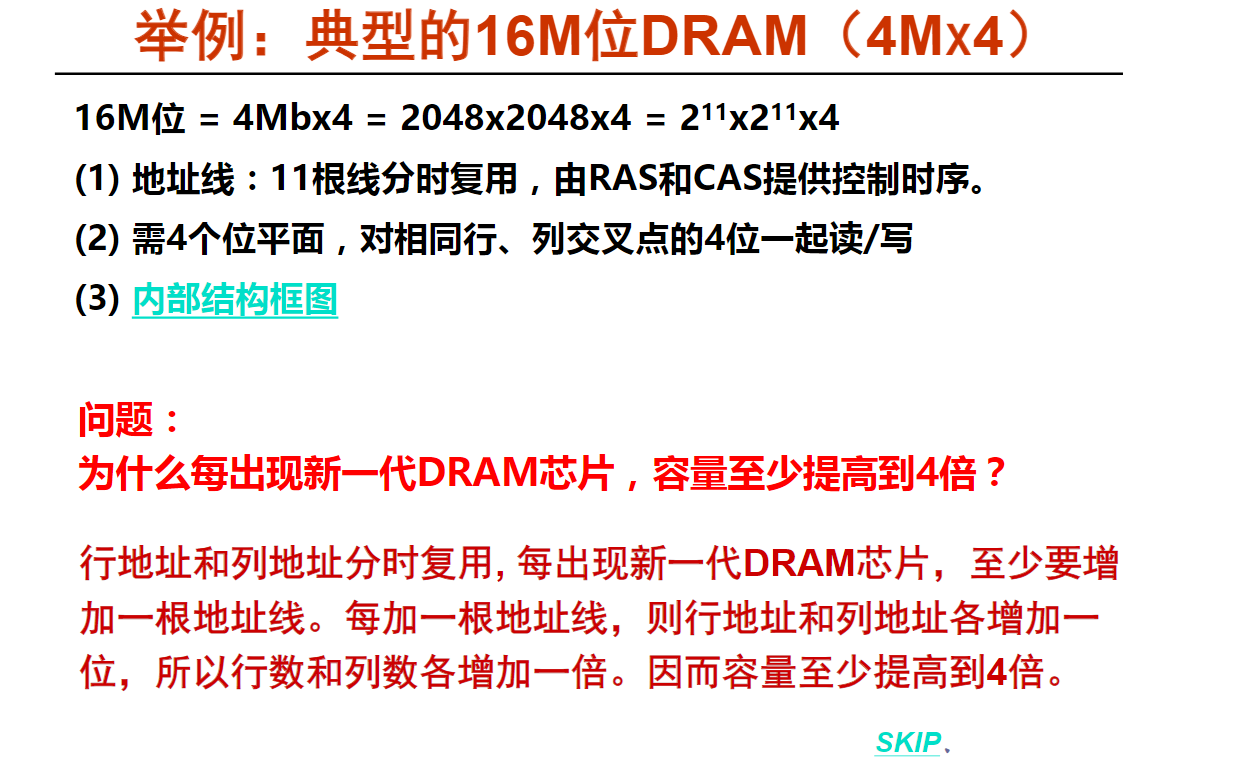 举例：典型的16M位DRAM（4Mx4）
16M位 = 4Mbx4 = 2048x2048x4 = 2¹¹x2¹¹x4
(1) 地址线：11根线分时复用，由RAS和CAS提供控制时序。
(2) 需4个位平面，对相同行、列交叉点的4位一起读/写
(3) 内部结构框图
问题：
为什么每出现新一代DRAM芯片，容量至少提高到4倍？
行地址和列地址分时复用, 每出现新一代DRAM芯片，至少要增
加一根地址线。每加一根地址线，则行地址和列地址各增加一
位，所以行数和列数各增加一倍。因而容量至少提高到4倍。
SKIP